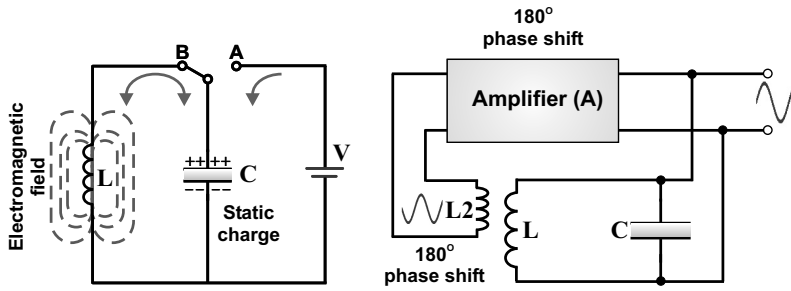 B
A
Electromagnetic
field
L
++ ++
C
– – – –
Static
charge
V
180°
phase shift
Amplifier (A)
L2
L
C
180°
phase shift